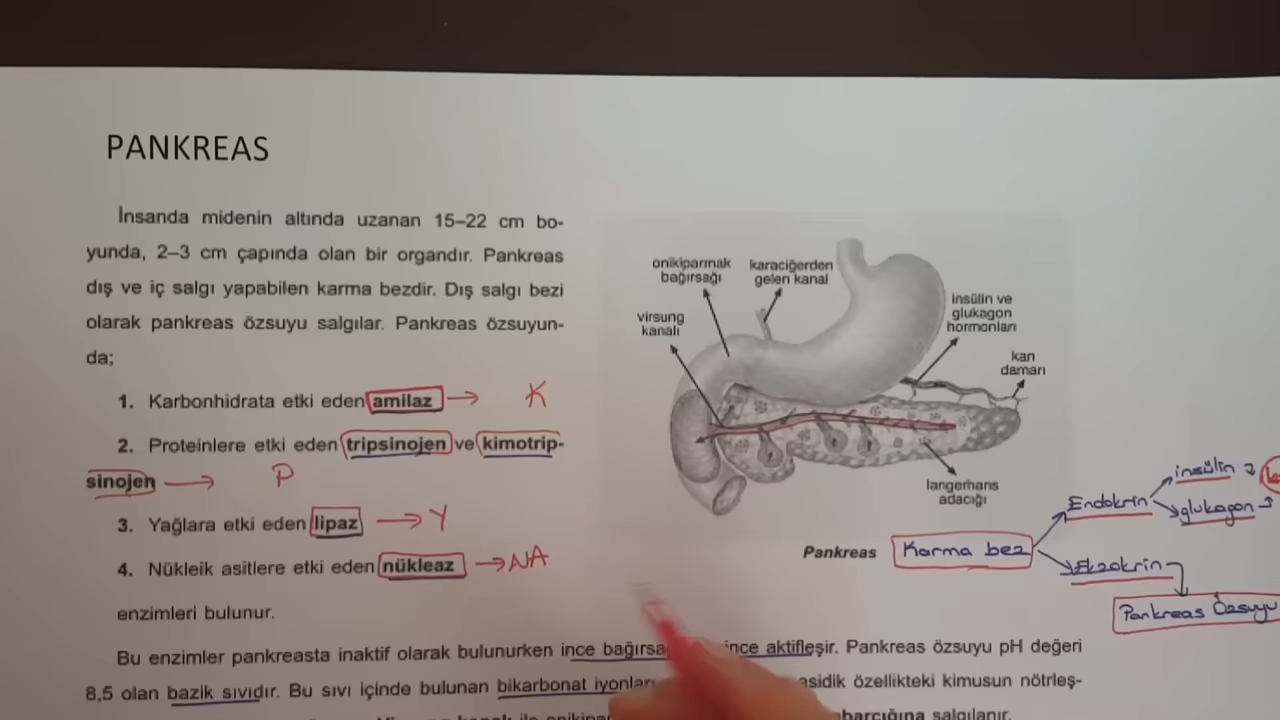 PANKREAS
İnsanda midenin altında uzanan 15–22 cm bo-
yunda, 2–3 cm çapında olan bir organdır. Pankreas
dış ve iç salgı yapabilen karma bezdir. Dış salgı bezi
olarak pankreas özsuyu salgılar. Pankreas özsuyun-
da;
1. Karbonhidrata etki eden amilaz → K
2. Proteinlere etki eden tripsinojen ve kimotrip-
sinojen → P
3. Yağlara etki eden lipaz → Y
4. Nükleik asitlere etki eden nükleaz → NA
enzimleri bulunur.
onikiparmak
bağırsağı
karaciğerden
gelen kanal
virsung
kanalı
insülin ve
glukagon
hormonları
kan
damarı
langerhans
adacığı
Pankreas
Karma bez
Endokrin
insülin
glukagon
Ekzokrin
Pankreas Özsuyu
Bu enzimler pankreasta inaktif olarak bulunurken ince aktifleşir. Pankreas özsuyu pH değeri
8,5 olan bazik sıvıdır. Bu sıvı içinde bulunan bikarbonat asidik özellikteki kimusun nötrleş-
salgılanır.